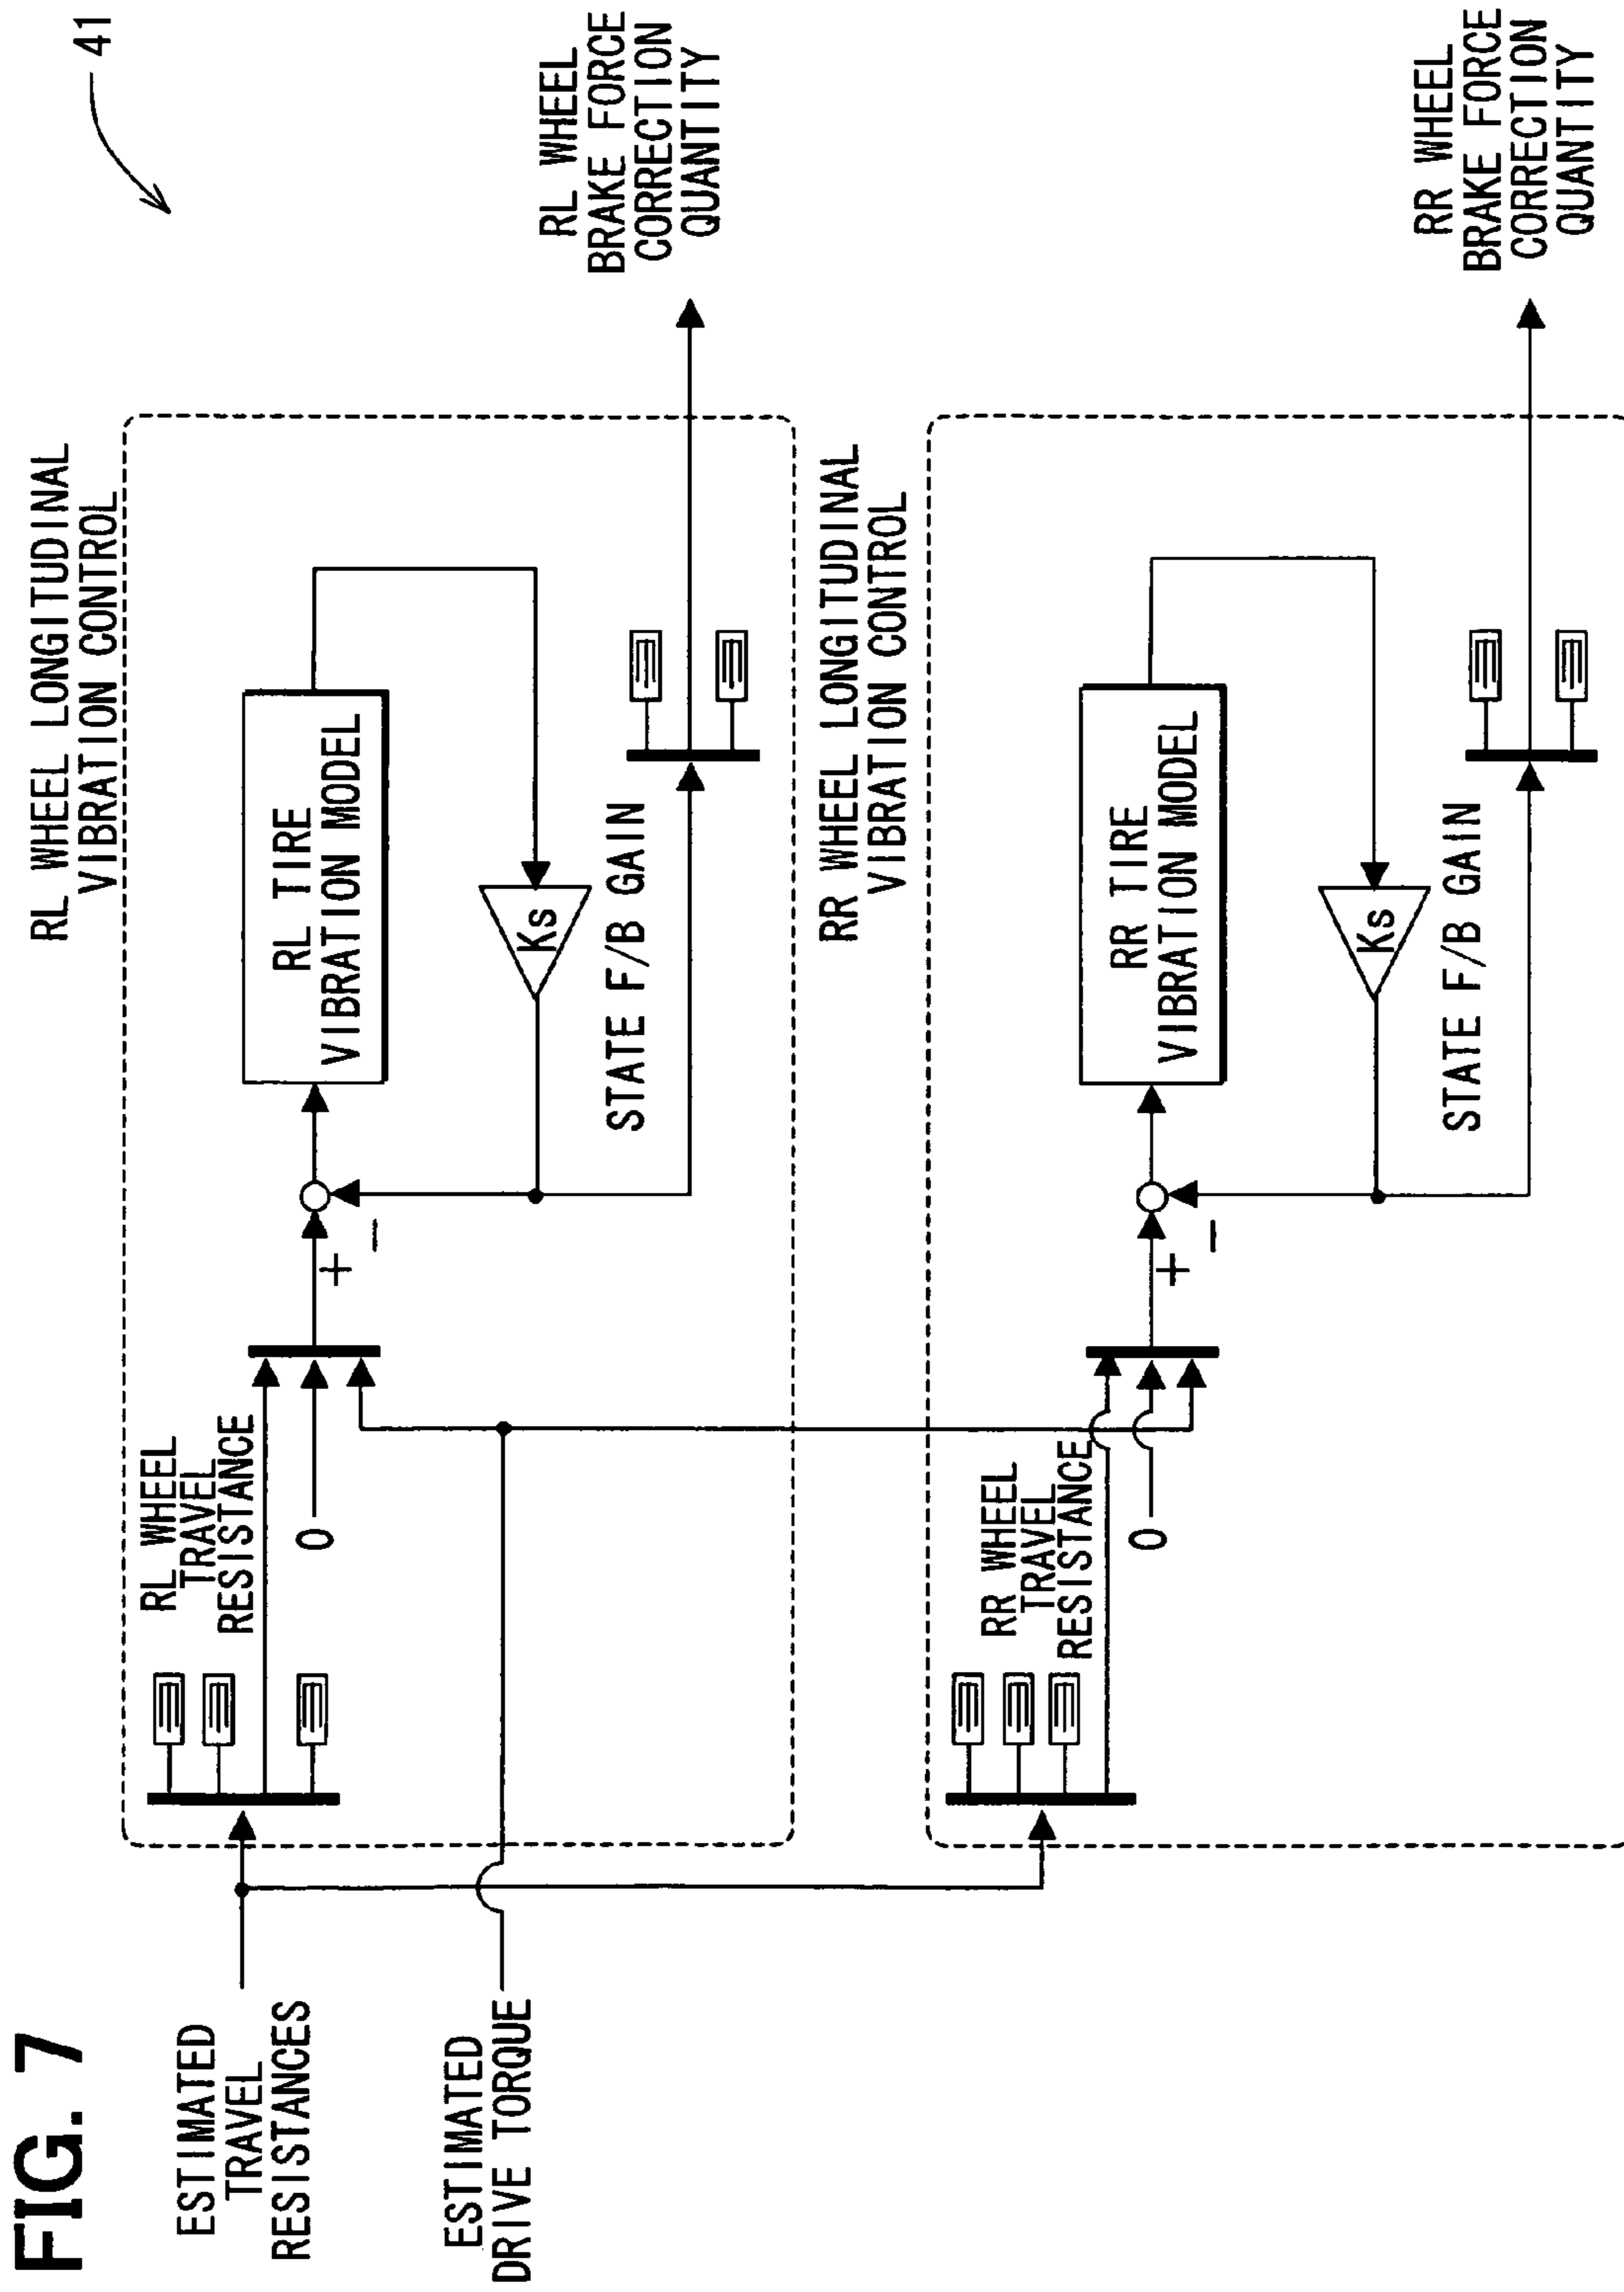 FIG. 7
41
ESTIMATED
TRAVEL
RESISTANCES
ESTIMATED
DRIVE TORQUE
RL WHEEL LONGITUDINAL
VIBRATION CONTROL
RL WHEEL
TRAVEL
RESISTANCE
0
+
−
RL TIRE
VIBRATION MODEL
Ks
STATE F/B GAIN
RL WHEEL
BRAKE FORCE
CORRECTION
QUANTITY
RR WHEEL LONGITUDINAL
VIBRATION CONTROL
RR WHEEL
TRAVEL
RESISTANCE
0
+
−
RR TIRE
VIBRATION MODEL
Ks
STATE F/B GAIN
RR WHEEL
BRAKE FORCE
CORRECTION
QUANTITY